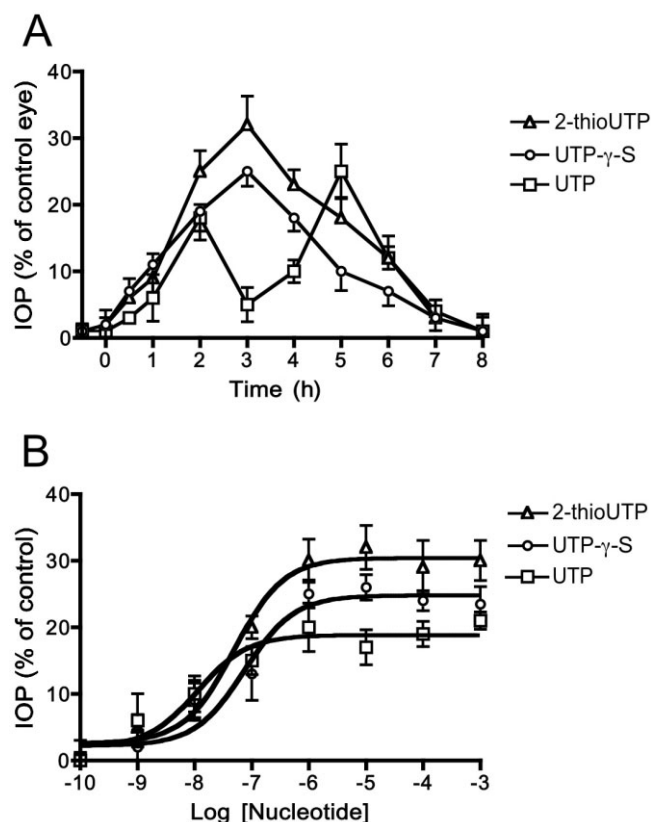 A
IOP (% of control eye)
40
30
20
10
0
0 1 2 3 4 5 6 7 8
Time (h)
2-thioUTP
UTP-γ-S
UTP
B
IOP (% of control)
40
30
20
10
0
-10 -9 -8 -7 -6 -5 -4 -3
Log [Nucleotide]
2-thioUTP
UTP-γ-S
UTP